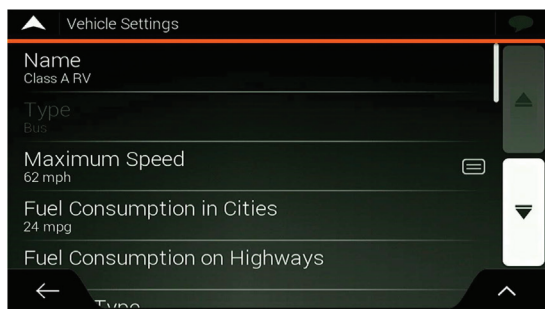 Vehicle Settings
Name
Class A RV
Type
Bus
Maximum Speed
62 mph
Fuel Consumption in Cities
24 mpg
Fuel Consumption on Highways
Type